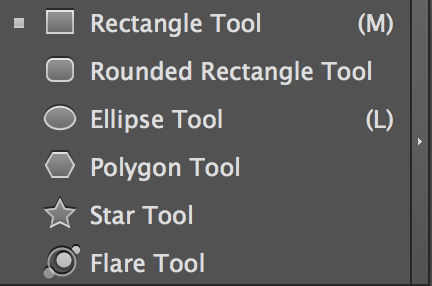 Rectangle Tool (M)
Rounded Rectangle Tool
Ellipse Tool (L)
Polygon Tool
Star Tool
Flare Tool